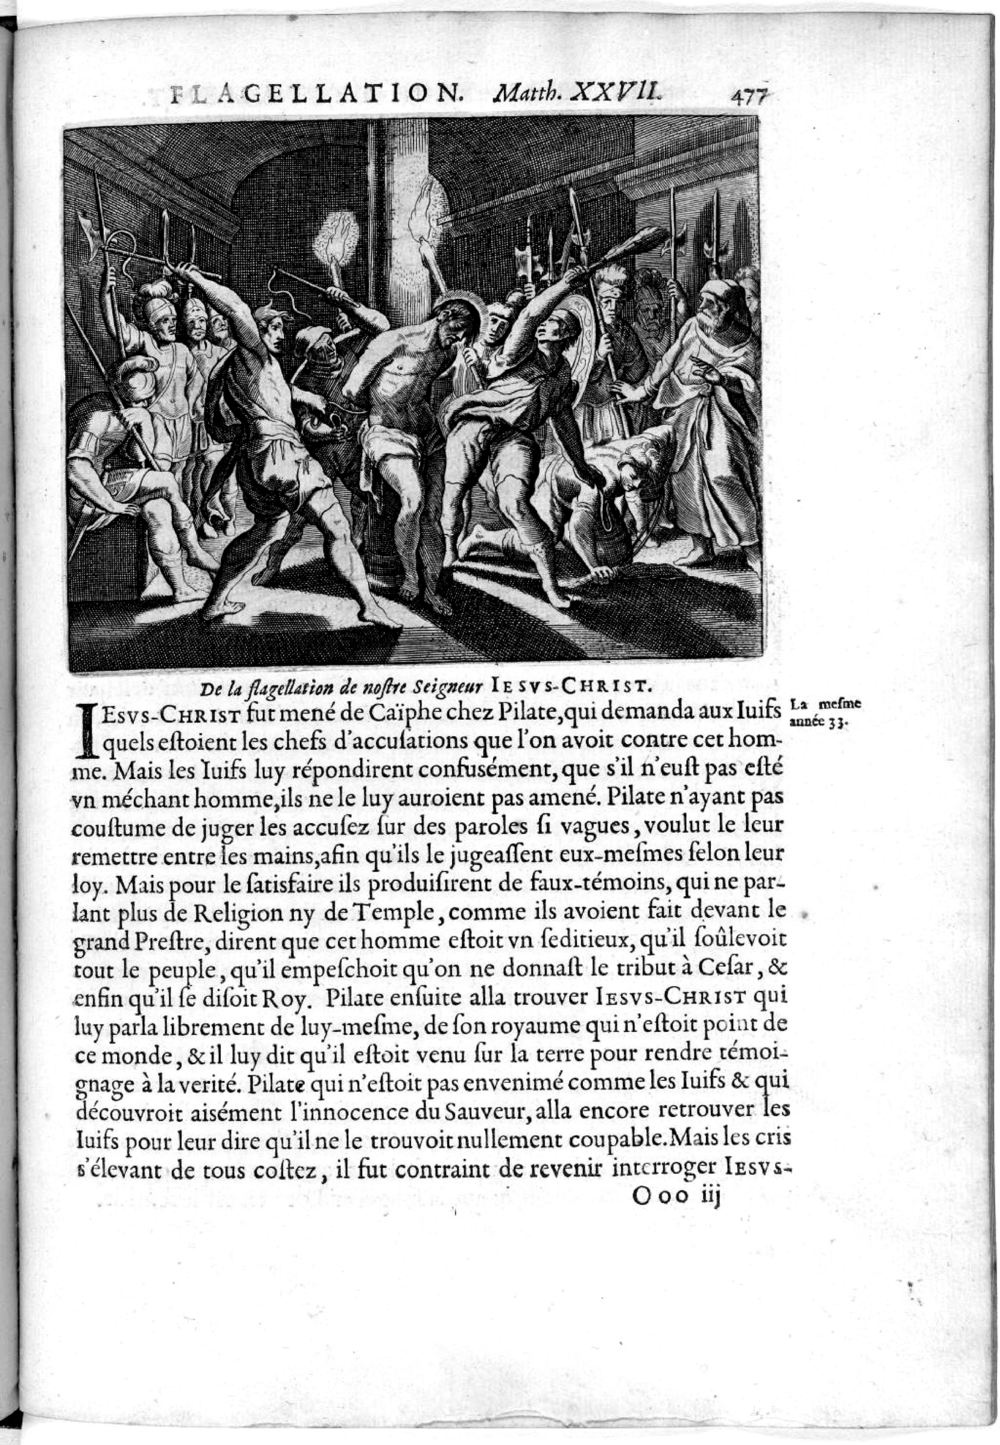 FLAGELLATION. Matth. XXVII. 477
De la flagellation de noſtre Seigneur IESVS-CHRIST.
IESVS-CHRIST fut mené de Caïphe chez Pilate, qui demanda aux Iuifs
La meſme
année 33.
quels eſtoient les chefs d'accuſations que l'on avoit contre cet hom-
me. Mais les Iuifs luy répondirent confusément, que s'il n'euſt pas eſté
vn méchant homme, ils ne le luy auroient pas amené. Pilate n'ayant pas
couſtume de juger les accuſez ſur des paroles ſi vagues, voulut le leur
remettre entre les mains, afin qu'ils le jugeaſſent eux-meſmes ſelon leur
loy. Mais pour le ſatisfaire ils produiſirent de faux-témoins, qui ne par-
lant plus de Religion ny de Temple, comme ils avoient fait devant le
grand Preſtre, dirent que cet homme eſtoit vn ſeditieux, qu'il ſoûlevoit
tout le peuple, qu'il empeſchoit qu'on ne donnaſt le tribut à Ceſar, &
enfin qu'il ſe diſoit Roy. Pilate enſuite alla trouver IESVS-CHRIST qui
luy parla librement de luy-meſme, de ſon royaume qui n'eſtoit point de
ce monde, & il luy dit qu'il eſtoit venu ſur la terre pour rendre témoi-
gnage à la verité. Pilate qui n'eſtoit pas envenimé comme les Iuifs & qui
découvroit aisément l'innocence du Sauveur, alla encore retrouver les
Iuifs pour leur dire qu'il ne le trouvoit nullement coupable. Mais les cris
s'élevant de tous coſtez, il fut contraint de revenir interroger IESVS-
Ooo iij